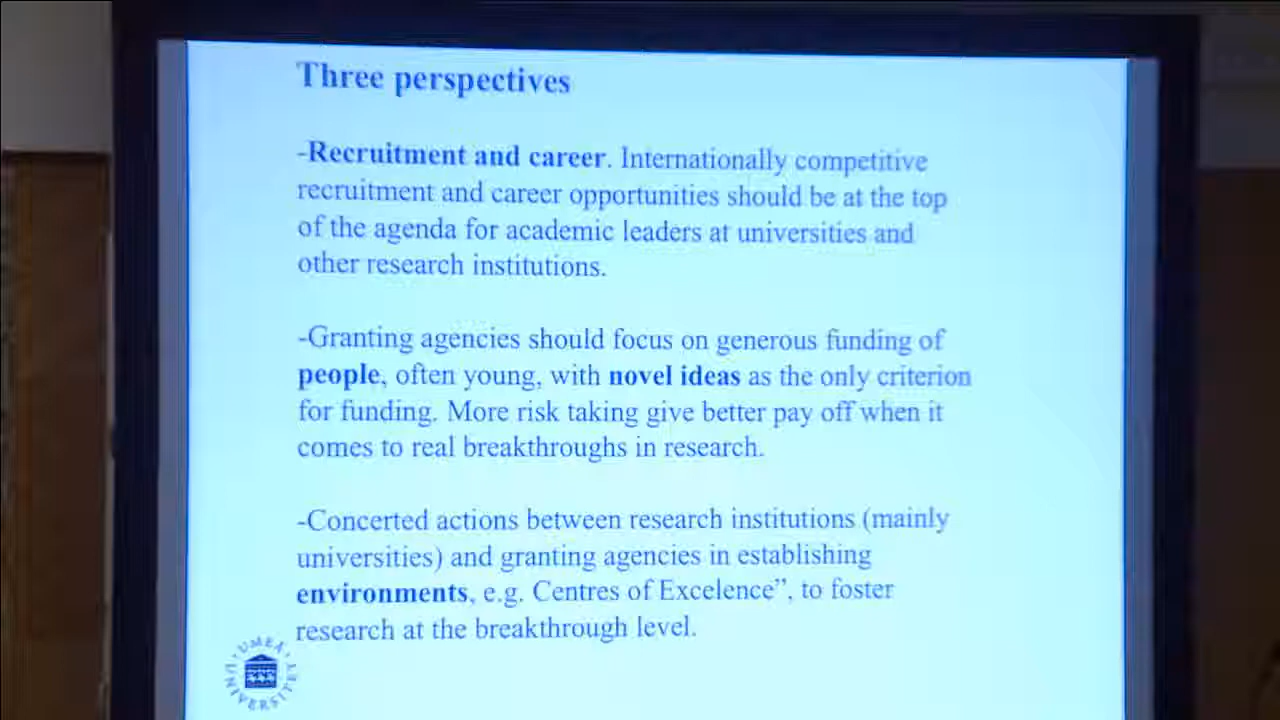 Three perspectives
-Recruitment and career. Internationally competitive
recruitment and career opportunities should be at the top
of the agenda for academic leaders at universities and
other research institutions.
-Granting agencies should focus on generous funding of
people, often young, with novel ideas as the only criterion
for funding. More risk taking give better pay off when it
comes to real breakthroughs in research.
-Concerted actions between research institutions (mainly
universities) and granting agencies in establishing
environments, e.g. Centres of Excelence”, to foster
research at the breakthrough level.
UMEÅ UNIVERSITET